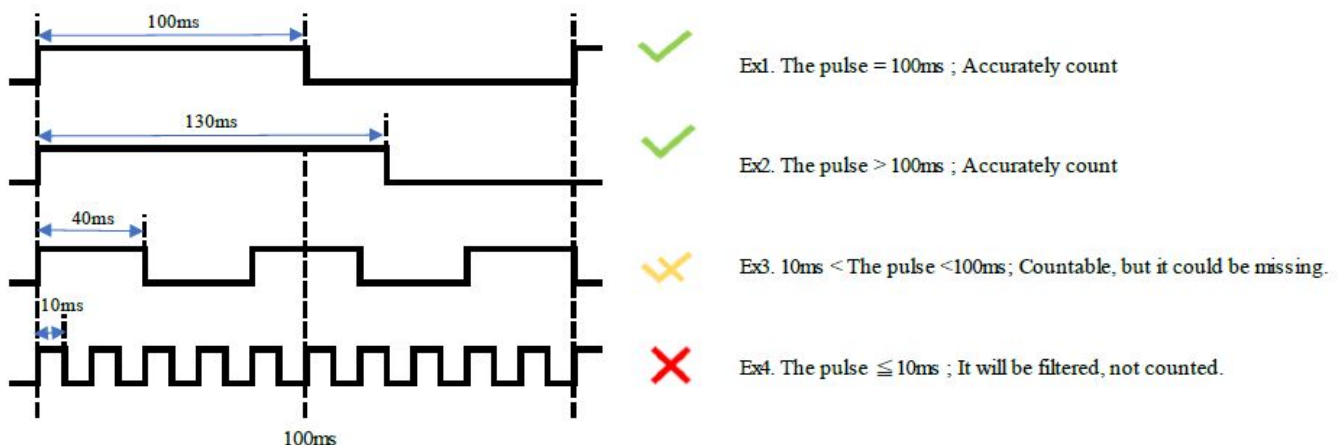 100ms
Ex1. The pulse = 100ms ; Accurately count
130ms
Ex2. The pulse > 100ms ; Accurately count
40ms
Ex3. 10ms < The pulse <100ms; Countable, but it could be missing.
10ms
Ex4. The pulse ≦ 10ms ; It will be filtered, not counted.
100ms